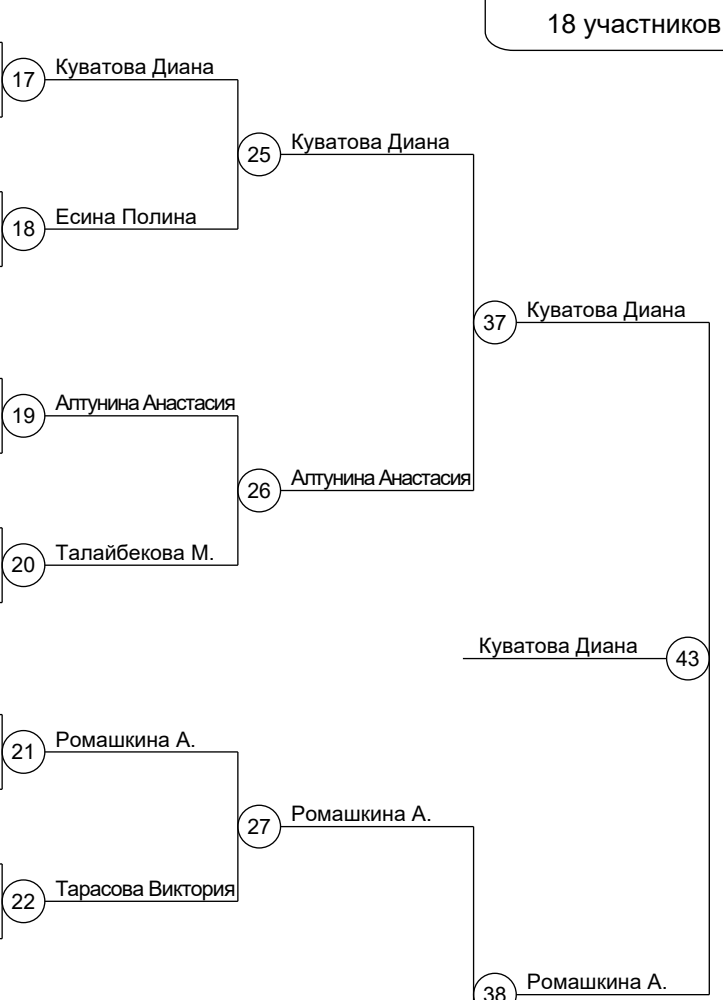 18 участников
17 Куватова Диана
25 Куватова Диана
18 Есина Полина
37 Куватова Диана
19 Алтунина Анастасия
26 Алтунина Анастасия
20 Талайбекова М.
Куватова Диана 43
21 Ромашкина А.
27 Ромашкина А.
22 Тарасова Виктория
38 Ромашкина А.